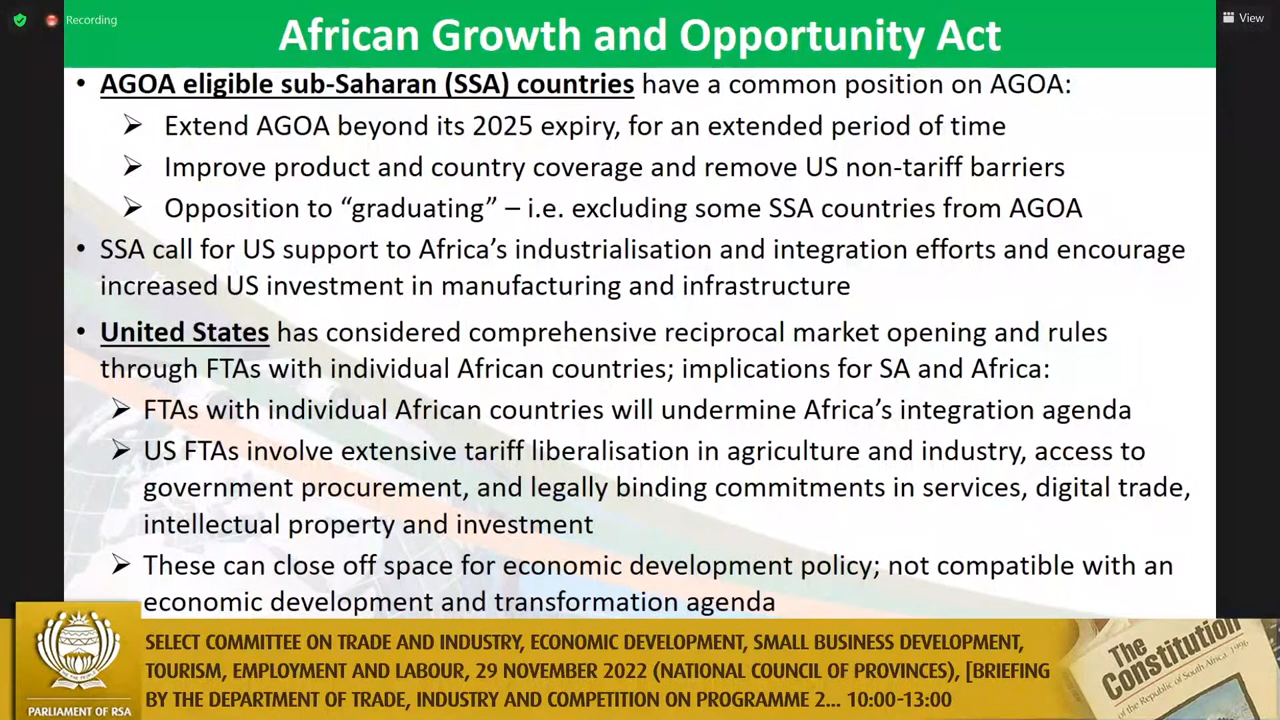 Recording
View
African Growth and Opportunity Act
• AGOA eligible sub-Saharan (SSA) countries have a common position on AGOA:
➢ Extend AGOA beyond its 2025 expiry, for an extended period of time
➢ Improve product and country coverage and remove US non-tariff barriers
➢ Opposition to “graduating” – i.e. excluding some SSA countries from AGOA
• SSA call for US support to Africa’s industrialisation and integration efforts and encourage
increased US investment in manufacturing and infrastructure
• United States has considered comprehensive reciprocal market opening and rules
through FTAs with individual African countries; implications for SA and Africa:
➢ FTAs with individual African countries will undermine Africa’s integration agenda
➢ US FTAs involve extensive tariff liberalisation in agriculture and industry, access to
government procurement, and legally binding commitments in services, digital trade,
intellectual property and investment
➢ These can close off space for economic development policy; not compatible with an
economic development and transformation agenda
SELECT COMMITTEE ON TRADE AND INDUSTRY, ECONOMIC DEVELOPMENT, SMALL BUSINESS DEVELOPMENT,
TOURISM, EMPLOYMENT AND LABOUR, 29 NOVEMBER 2022 (NATIONAL COUNCIL OF PROVINCES), [BRIEFING
BY THE DEPARTMENT OF TRADE, INDUSTRY AND COMPETITION ON PROGRAMME 2... 10:00-13:00
PARLIAMENT OF RSA
The
Constitution
of the Republic of South Africa, 1996